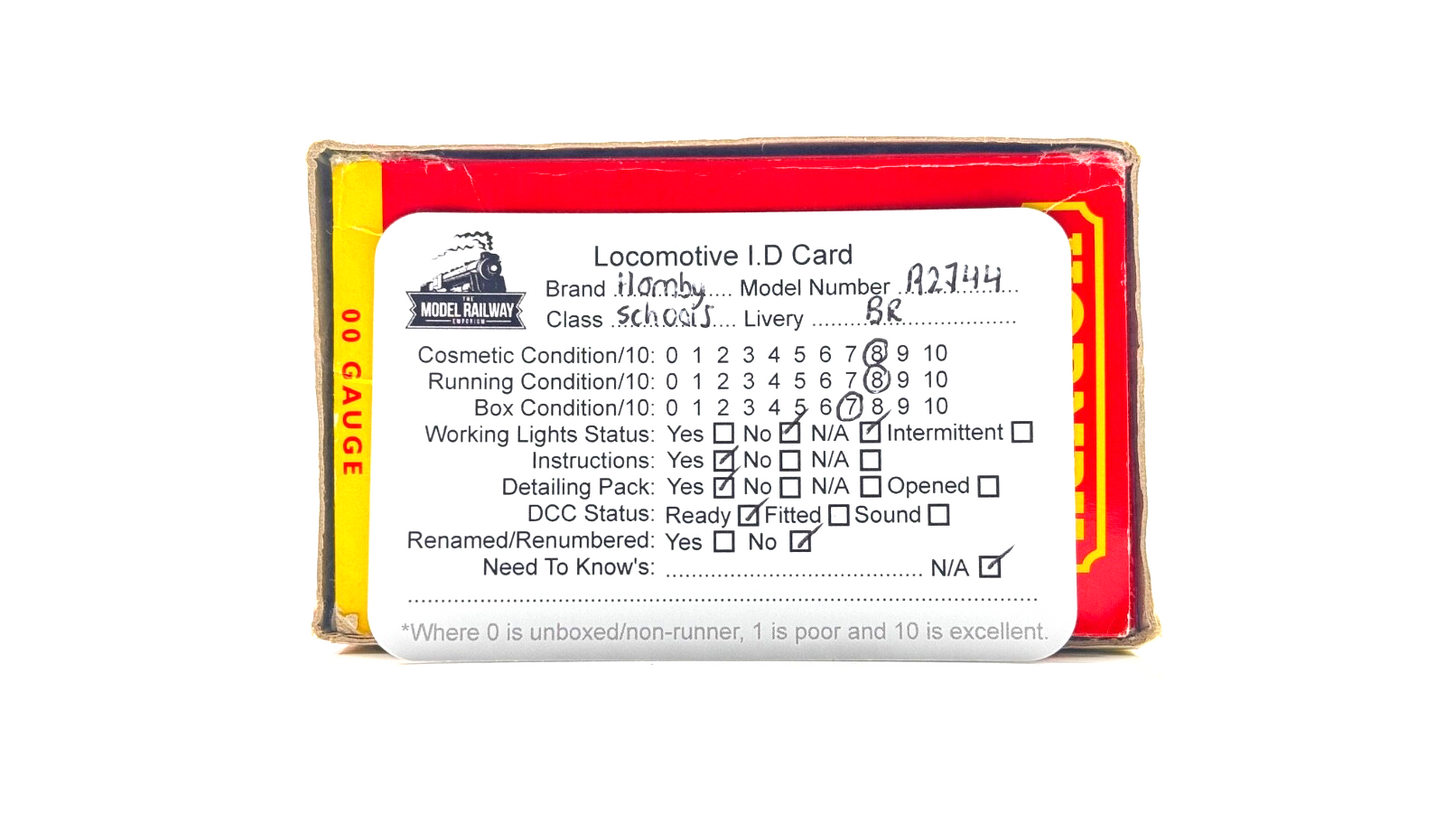 Locomotive I.D Card
Brand Hornby Model Number R2744
Class schools Livery BR
THE
MODEL RAILWAY
EMPORIUM
Cosmetic Condition/10: 0 1 2 3 4 5 6 7 8 9 10
Running Condition/10: 0 1 2 3 4 5 6 7 8 9 10
Box Condition/10: 0 1 2 3 4 5 6 7 8 9 10
Working Lights Status: Yes No N/A Intermittent
Instructions: Yes No N/A
Detailing Pack: Yes No N/A Opened
DCC Status: Ready Fitted Sound
Renamed/Renumbered: Yes No
Need To Know's: N/A
*Where 0 is unboxed/non-runner, 1 is poor and 10 is excellent.
00 GAUGE